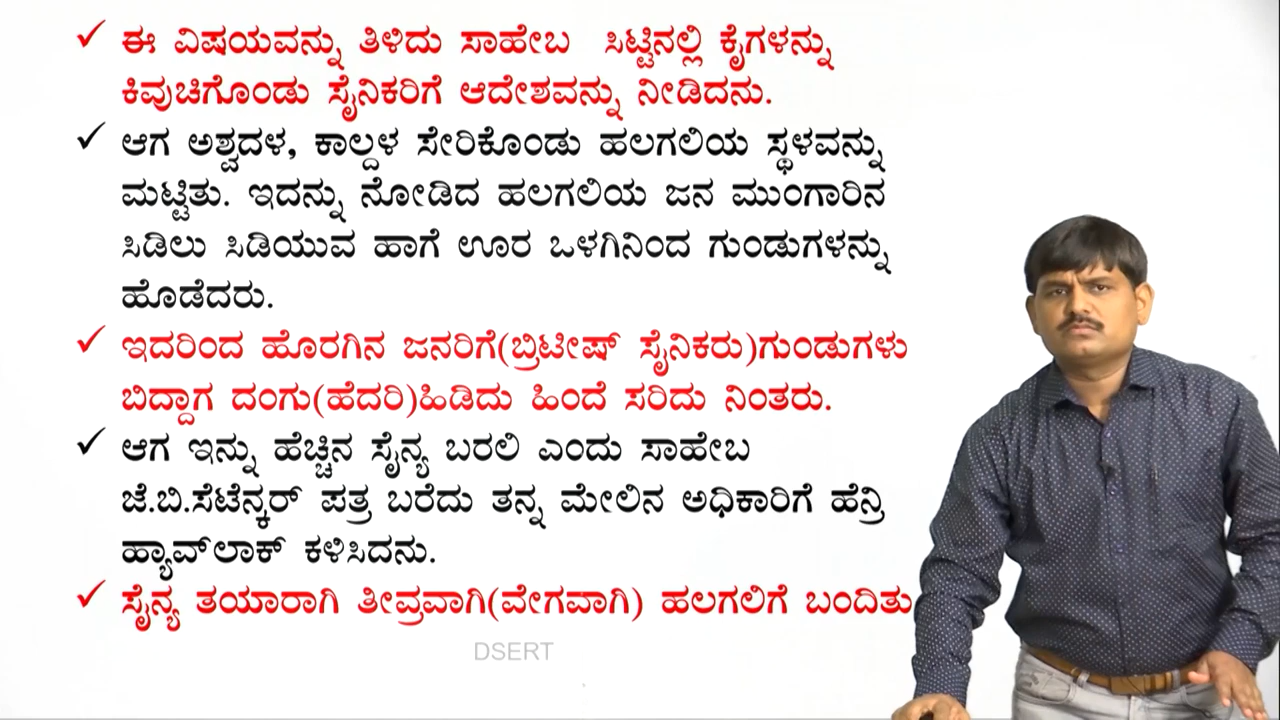 ಈ ವಿಷಯವನ್ನು ತಿಳಿದು ಸಾಹೇಬ ಸಿಟ್ಟಿನಲ್ಲಿ ಕೈಗಳನ್ನು
ಕಿವುಚಿಗೊಂಡು ಸೈನಿಕರಿಗೆ ಆದೇಶವನ್ನು ನೀಡಿದನು.
ಆಗ ಅಶ್ವದಳ, ಕಾಲ್ದಳ ಸೇರಿಕೊಂಡು ಹಲಗಲಿಯ ಸ್ಥಳವನ್ನು
ಮಟ್ಟಿತು. ಇದನ್ನು ನೋಡಿದ ಹಲಗಲಿಯ ಜನ ಮುಂಗಾರಿನ
ಸಿಡಿಲು ಸಿಡಿಯುವ ಹಾಗೆ ಊರ ಒಳಗಿನಿಂದ ಗುಂಡುಗಳನ್ನು
ಹೊಡೆದರು.
ಇದರಿಂದ ಹೊರಗಿನ ಜನರಿಗೆ(ಬ್ರಿಟೀಷ್ ಸೈನಿಕರು)ಗುಂಡುಗಳು
ಬಿದ್ದಾಗ ದಂಗು(ಹೆದರಿ)ಹಿಡಿದು ಹಿಂದೆ ಸರಿದು ನಿಂತರು.
ಆಗ ಇನ್ನು ಹೆಚ್ಚಿನ ಸೈನ್ಯ ಬರಲಿ ಎಂದು ಸಾಹೇಬ
ಜೆ.ಬಿ.ಸೆಟೆನ್ಕರ್ ಪತ್ರ ಬರೆದು ತನ್ನ ಮೇಲಿನ ಅಧಿಕಾರಿಗೆ ಹೆನ್ರಿ
ಹ್ಯಾವ್‌ಲಾಕ್ ಕಳಿಸಿದನು.
ಸೈನ್ಯ ತಯಾರಾಗಿ ತೀವ್ರವಾಗಿ(ವೇಗವಾಗಿ) ಹಲಗಲಿಗೆ ಬಂದಿತು
DSERT